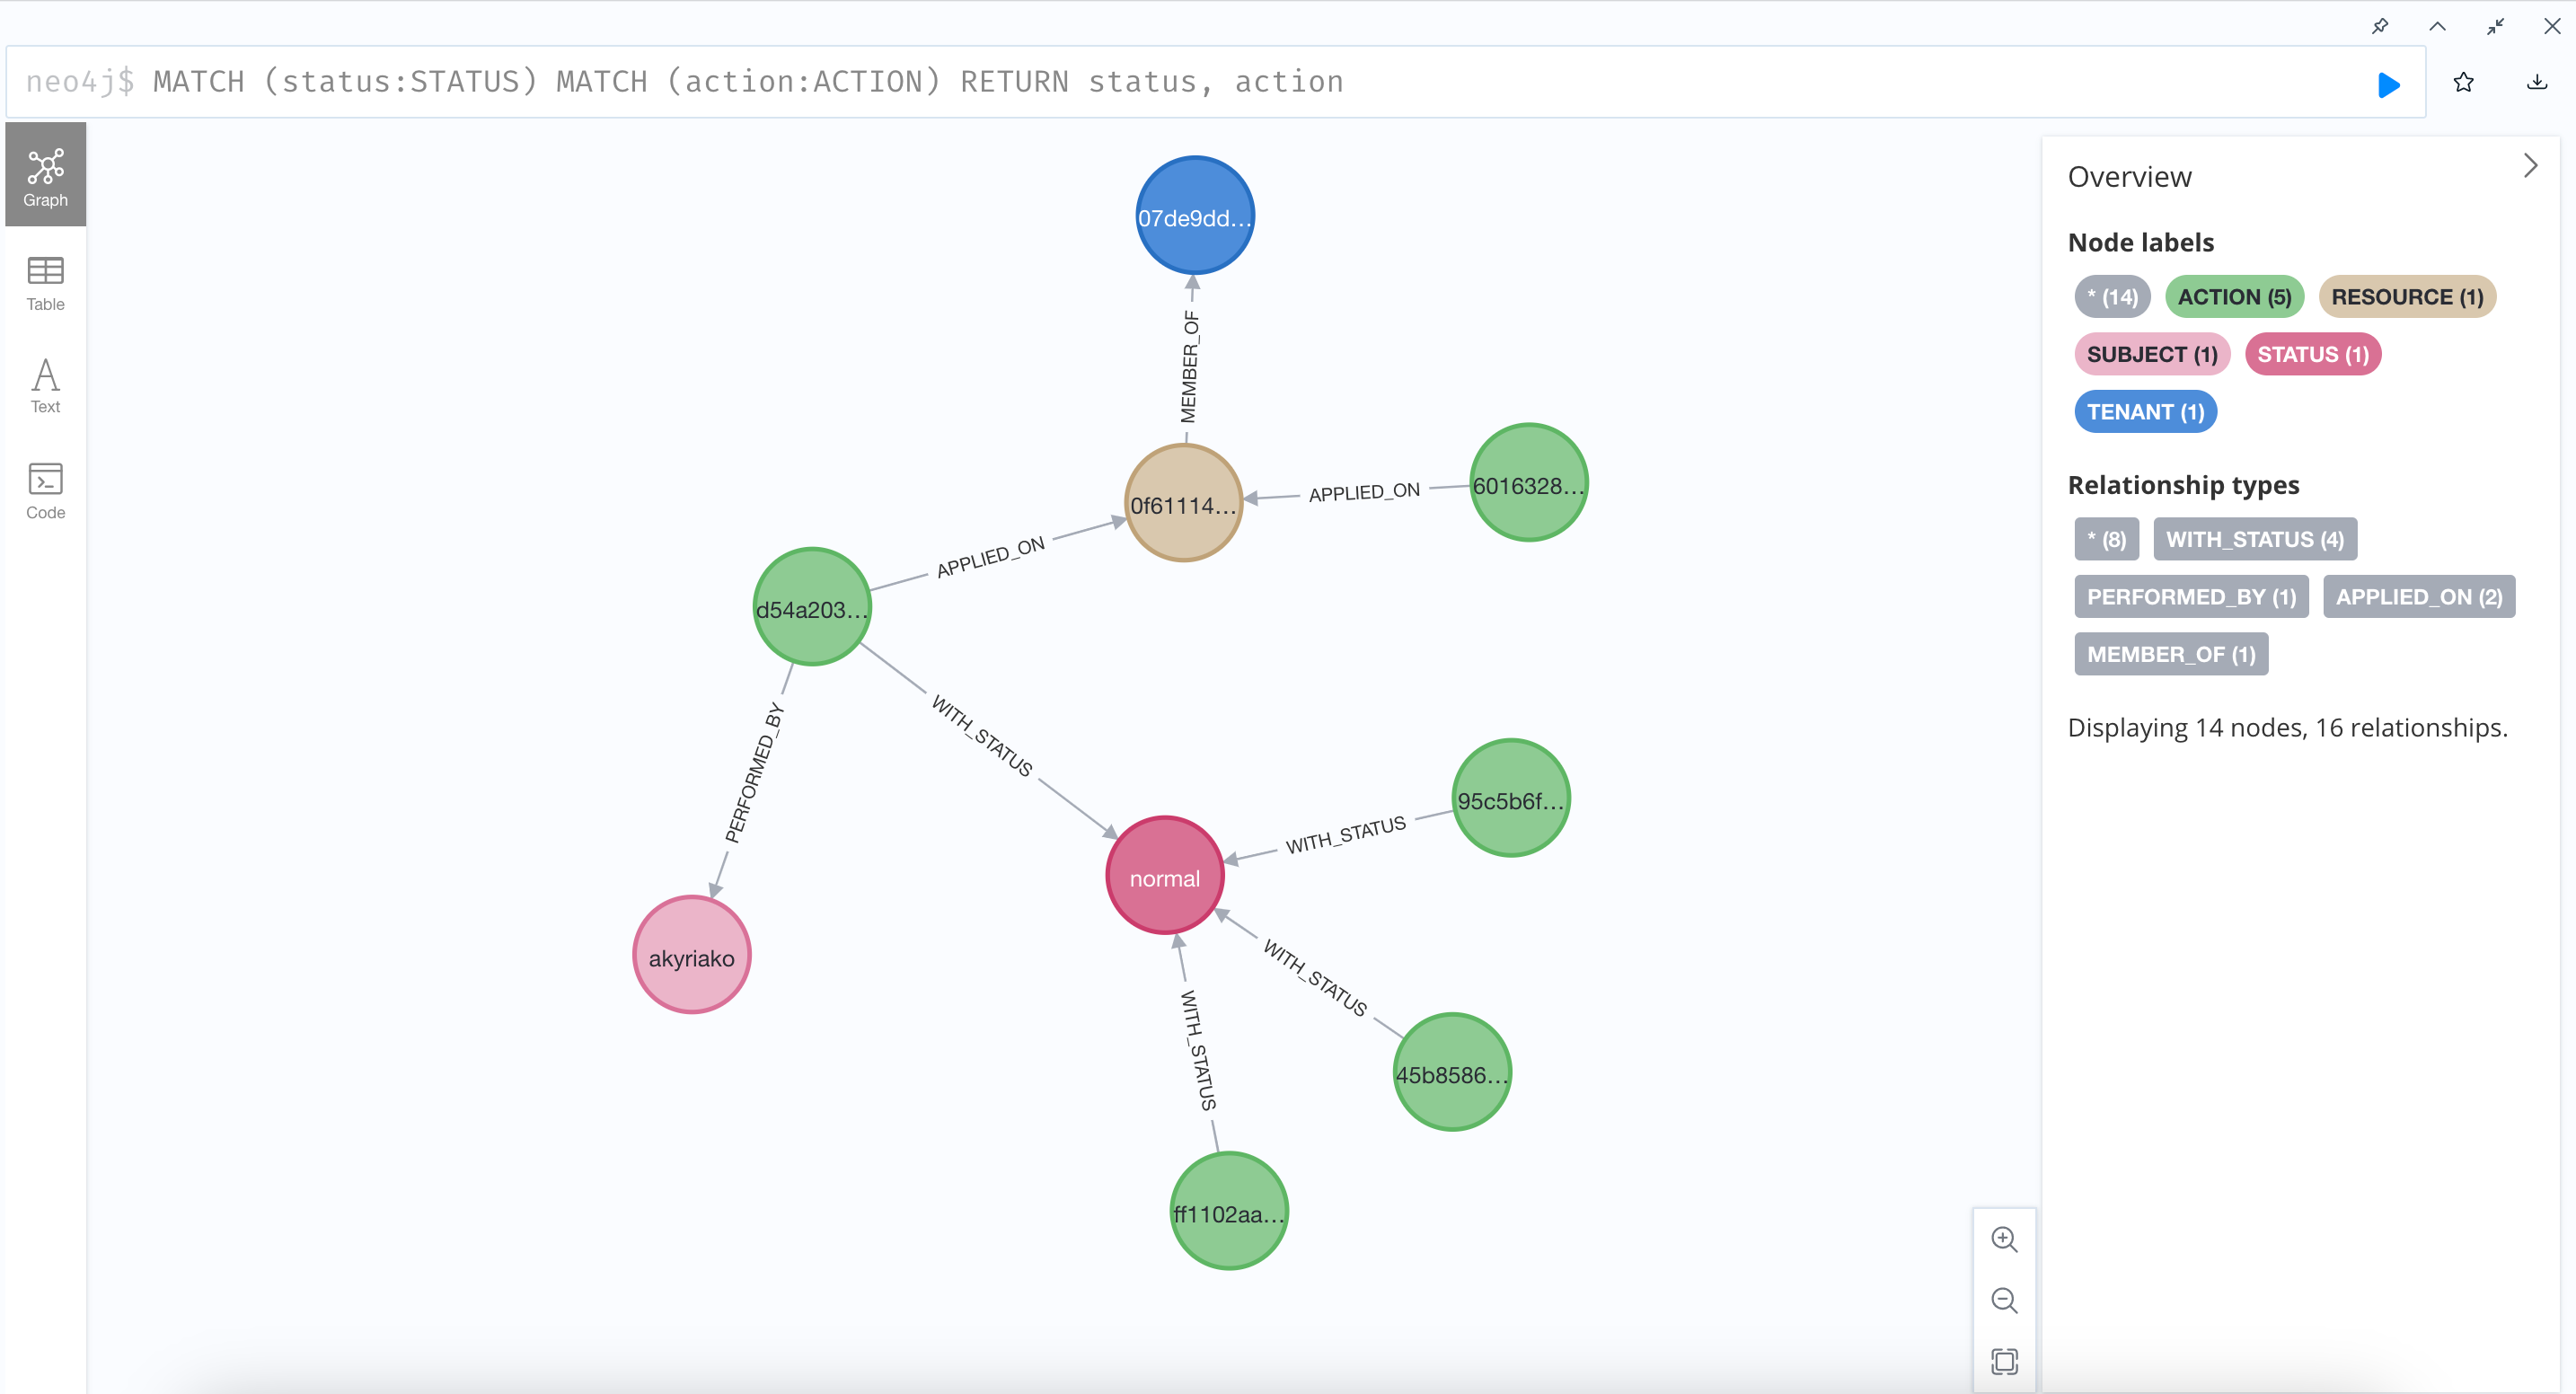 neo4j$ MATCH (status:STATUS) MATCH (action:ACTION) RETURN status, action
Graph
Table
Text
Code
07de9dd...
MEMBER_OF
0f61114...
APPLIED_ON
6016328...
APPLIED_ON
d54a203...
WITH_STATUS
PERFORMED_BY
95c5b6f...
WITH_STATUS
normal
akyriako
WITH_STATUS
45b8586...
WITH_STATUS
ff1102aa...
Overview
Node labels
* (14) ACTION (5) RESOURCE (1)
SUBJECT (1) STATUS (1)
TENANT (1)
Relationship types
* (8) WITH_STATUS (4)
PERFORMED_BY (1) APPLIED_ON (2)
MEMBER_OF (1)
Displaying 14 nodes, 16 relationships.